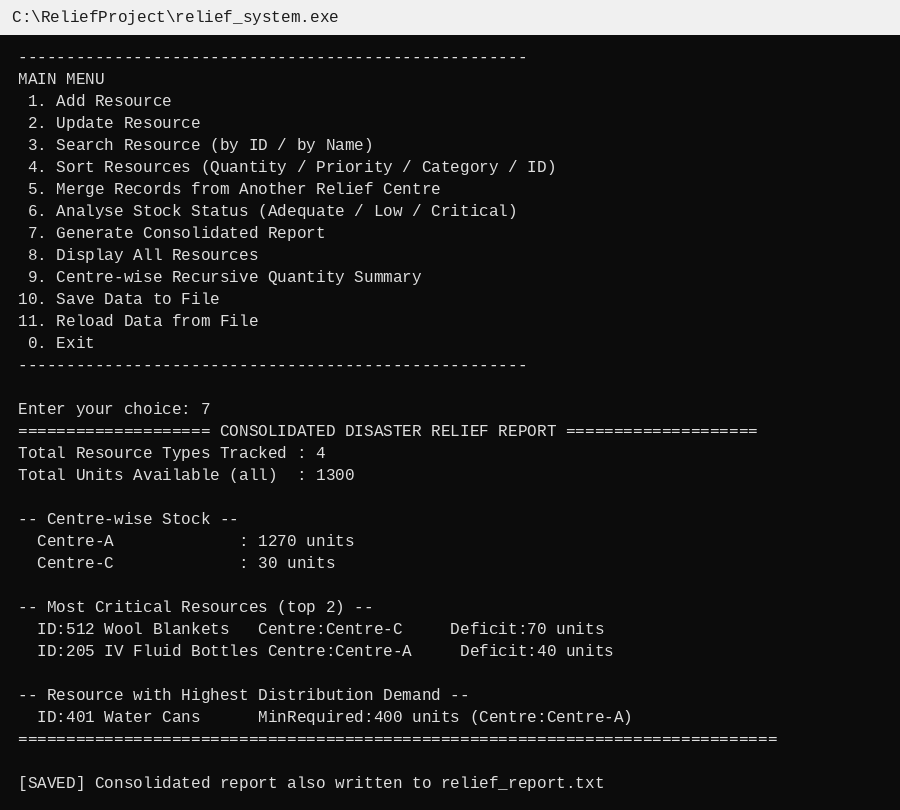 C:\ReliefProject\relief_system.exe
-----------------------------------------------------
MAIN MENU
 1. Add Resource
 2. Update Resource
 3. Search Resource (by ID / by Name)
 4. Sort Resources (Quantity / Priority / Category / ID)
 5. Merge Records from Another Relief Centre
 6. Analyse Stock Status (Adequate / Low / Critical)
 7. Generate Consolidated Report
 8. Display All Resources
 9. Centre-wise Recursive Quantity Summary
10. Save Data to File
11. Reload Data from File
 0. Exit
-----------------------------------------------------
Enter your choice: 7
==================== CONSOLIDATED DISASTER RELIEF REPORT ====================
Total Resource Types Tracked : 4
Total Units Available (all)  : 1300
-- Centre-wise Stock --
  Centre-A             : 1270 units
  Centre-C             : 30 units
-- Most Critical Resources (top 2) --
  ID:512 Wool Blankets   Centre:Centre-C     Deficit:70 units
  ID:205 IV Fluid Bottles Centre:Centre-A     Deficit:40 units
-- Resource with Highest Distribution Demand --
  ID:401 Water Cans      MinRequired:400 units (Centre:Centre-A)
===============================================================================
[SAVED] Consolidated report also written to relief_report.txt